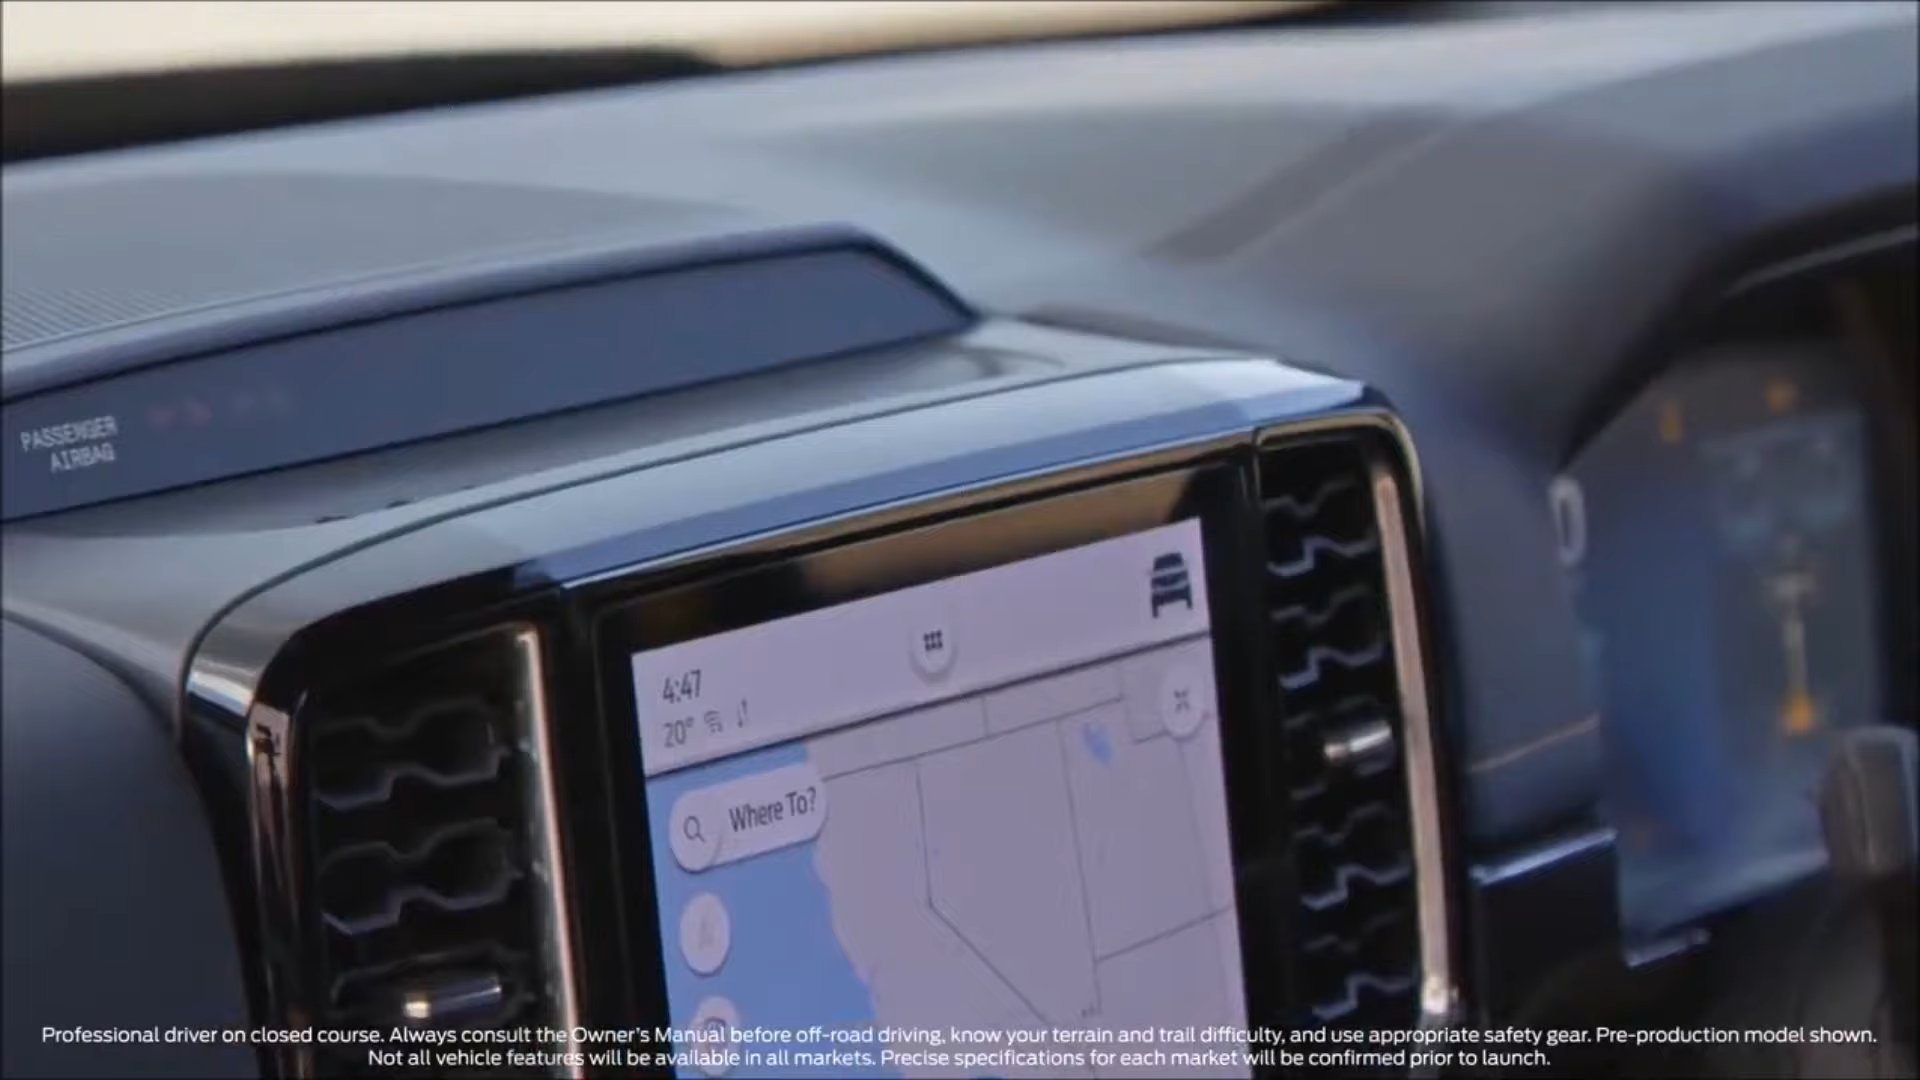 PASSENGER
AIRBAG
0
4:47
20°
Where To?
Professional driver on closed course. Always consult the Owner's Manual before off-road driving, know your terrain and trail difficulty, and use appropriate safety gear. Pre-production model shown.
Not all vehicle features will be available in all markets. Precise specifications for each market will be confirmed prior to launch.